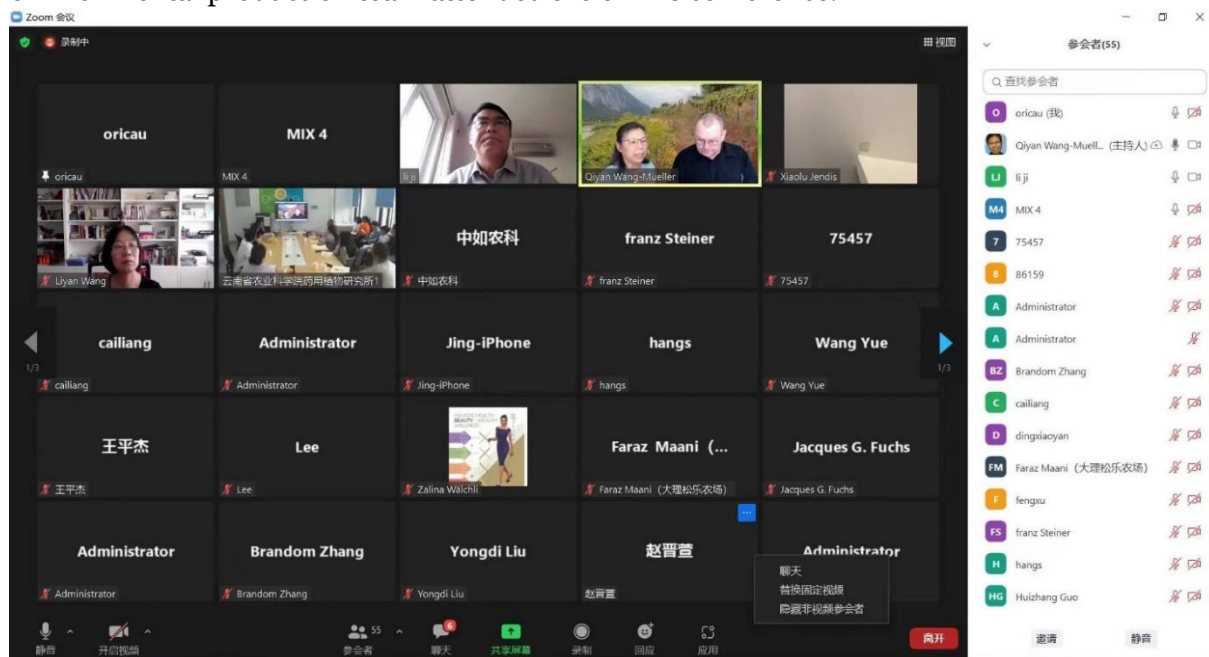 Zoom 会议
录制中
视图
参会者(55)
查找参会者
oricau
MIX 4
oricau
MIX 4
li ji
Qiyan Wang-Mueller
Xiaolu Jendis
中如农科
franz Steiner
75457
Liyan Wang
云南省农业科学院药用植物研究所1
中如农科
franz Steiner
75457
cailiang
Administrator
Jing-iPhone
hangs
Wang Yue
1/3
1/3
cailiang
Administrator
Jing-iPhone
hangs
Wang Yue
王平杰
Lee
Faraz Maani (...
Jacques G. Fuchs
王平杰
Lee
Zalina Wälchli
Faraz Maani（大理松乐农场）
Jacques G. Fuchs
Administrator
Brandom Zhang
Yongdi Liu
赵晋萱
Administrator
Administrator
Brandom Zhang
Yongdi Liu
赵晋萱
聊天
替换固定视频
隐藏非视频参会者
静音
开启视频
55
参会者
6
聊天
共享屏幕
录制
回应
应用
离开
O
oricau (我)
Qiyan Wang-Muell... (主持人)
LJ
li ji
M4
MIX 4
7
75457
8
86159
A
Administrator
A
Administrator
BZ
Brandom Zhang
C
cailiang
D
dingxiaoyan
FM
Faraz Maani（大理松乐农场）
F
fengxu
FS
franz Steiner
H
hangs
HG
Huizhang Guo
邀请
静音